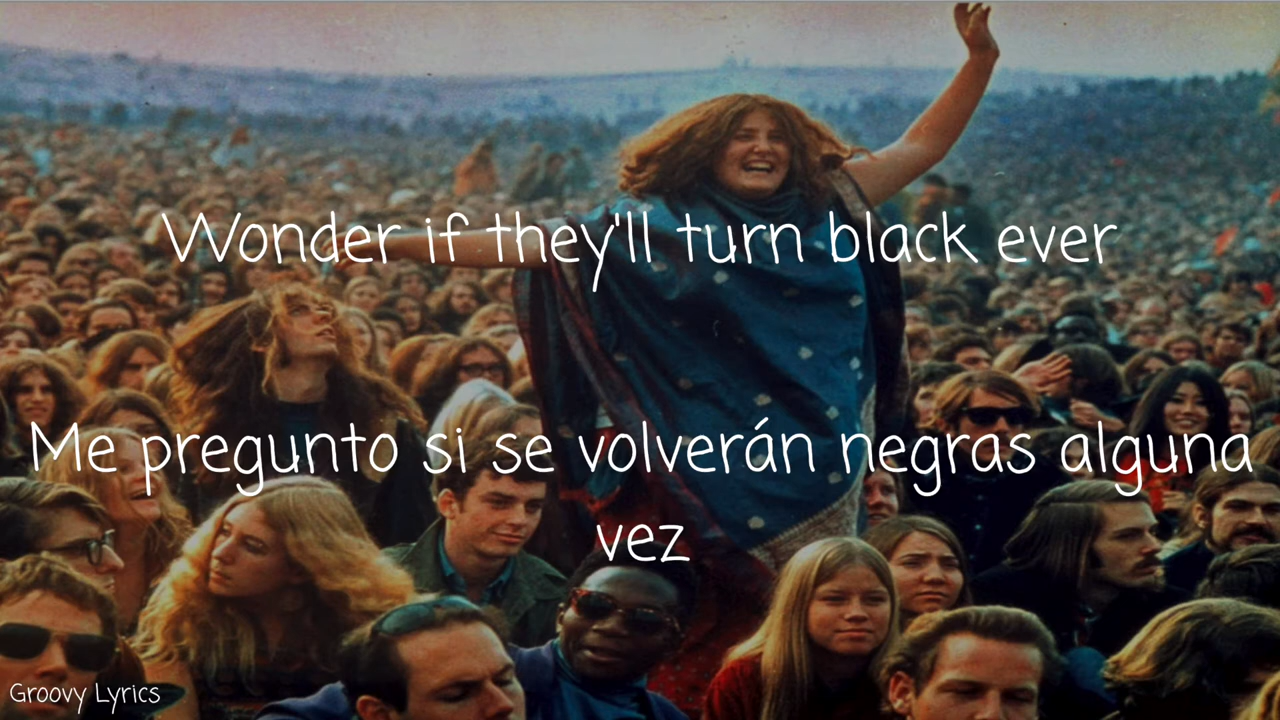 Wonder if they'll turn black ever
Me pregunto si se volverán negras alguna
vez
Groovy Lyrics